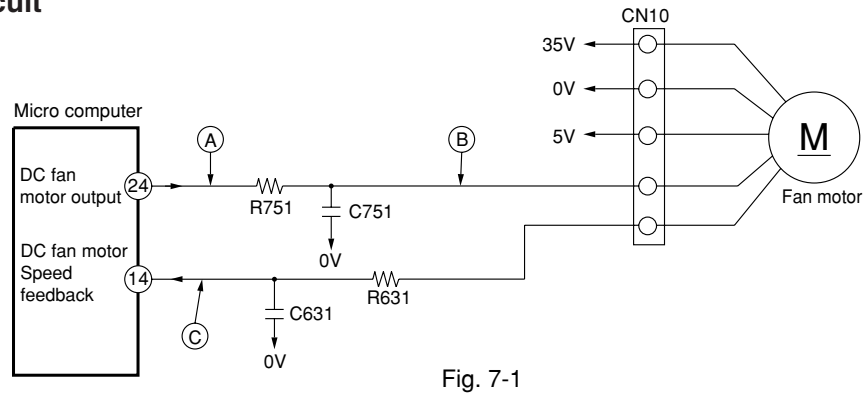 cuit
CN10
35V
0V
5V
M
Fan motor
Micro computer
DC fan
motor output
24
A
R751
C751
0V
B
DC fan motor
Speed
feedback
14
C
C631
0V
R631
Fig. 7-1